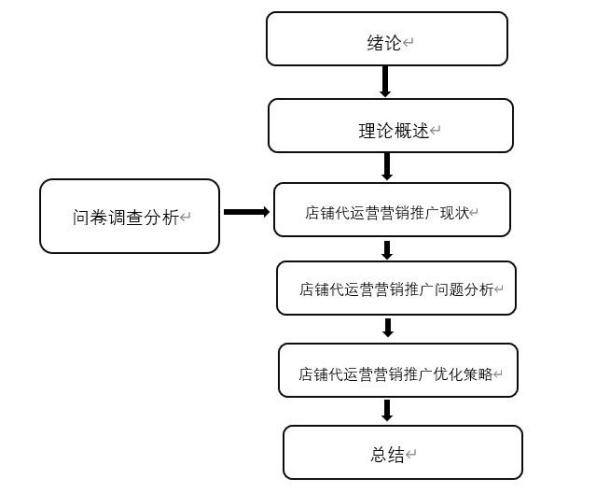 绪论
理论概述
问卷调查分析
店铺代运营营销推广现状
店铺代运营营销推广问题分析
店铺代运营营销推广优化策略
总结